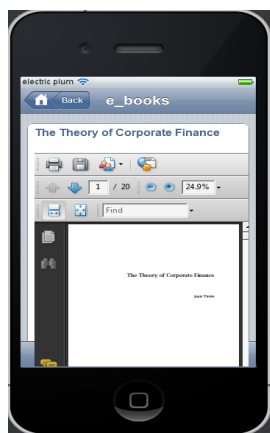 electric plum
Back
e_books
The Theory of Corporate Finance
1 / 20
24.9%
Find
The Theory of Corporate Finance
Jean Tirole